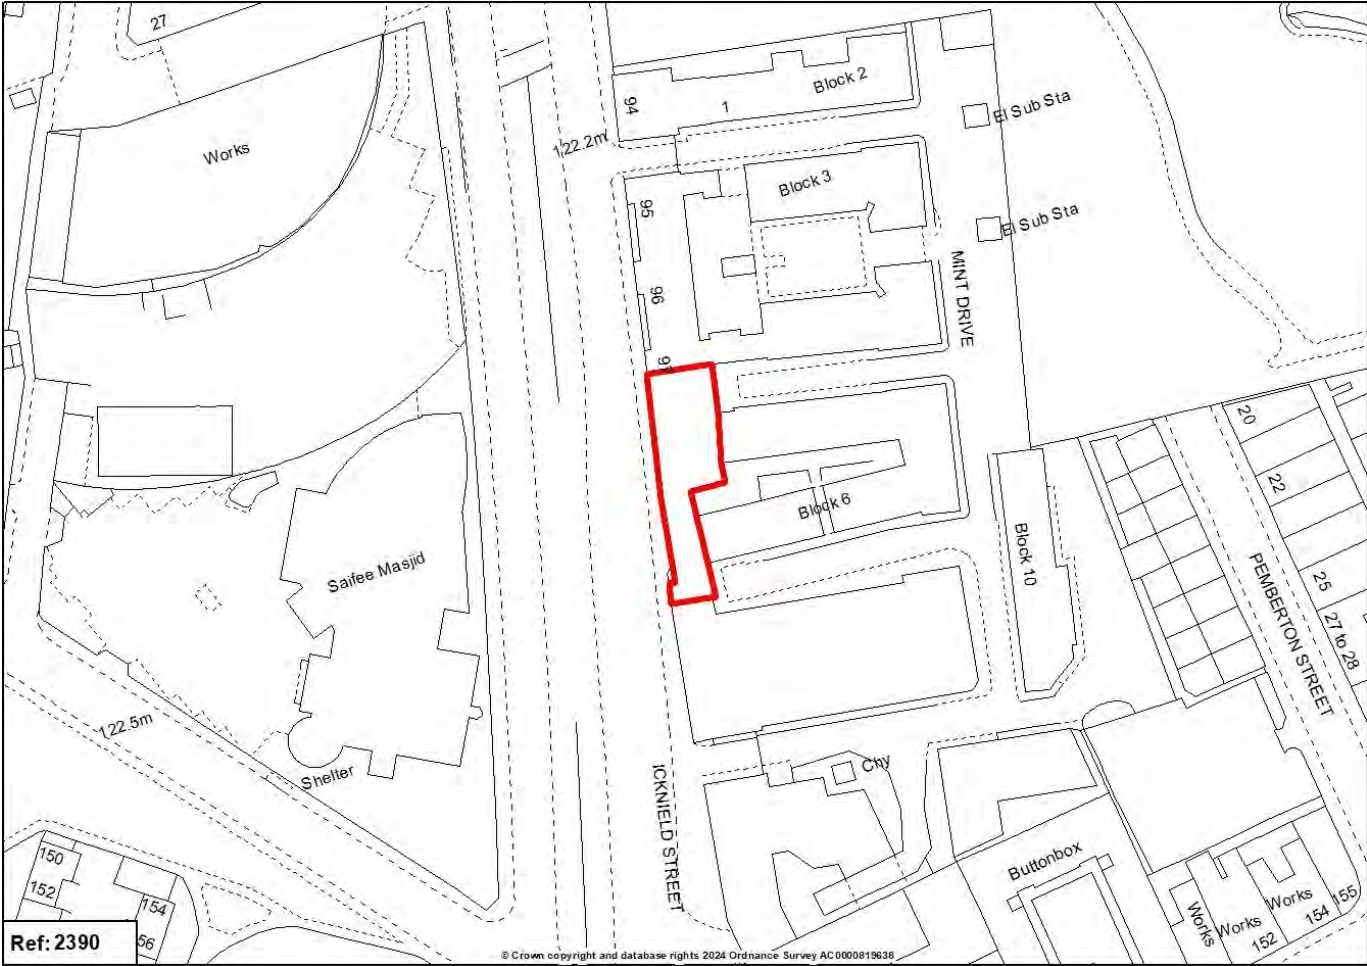 27
Works
94
1
Block 2
El Sub Sta
122.2m
Block 3
95
El Sub Sta
96
MINT DRIVE
97
20
22
Block 6
Block 10
25
27 to 28
PEMBERTON STREET
Saifee Masjid
122.5m
Shelter
Chy
ICKNIELD STREET
Buttonbox
150
152
154
56
Works
Works
Works
152
154
155
Ref: 2390
© Crown copyright and database rights 2024 Ordnance Survey AC0000819638